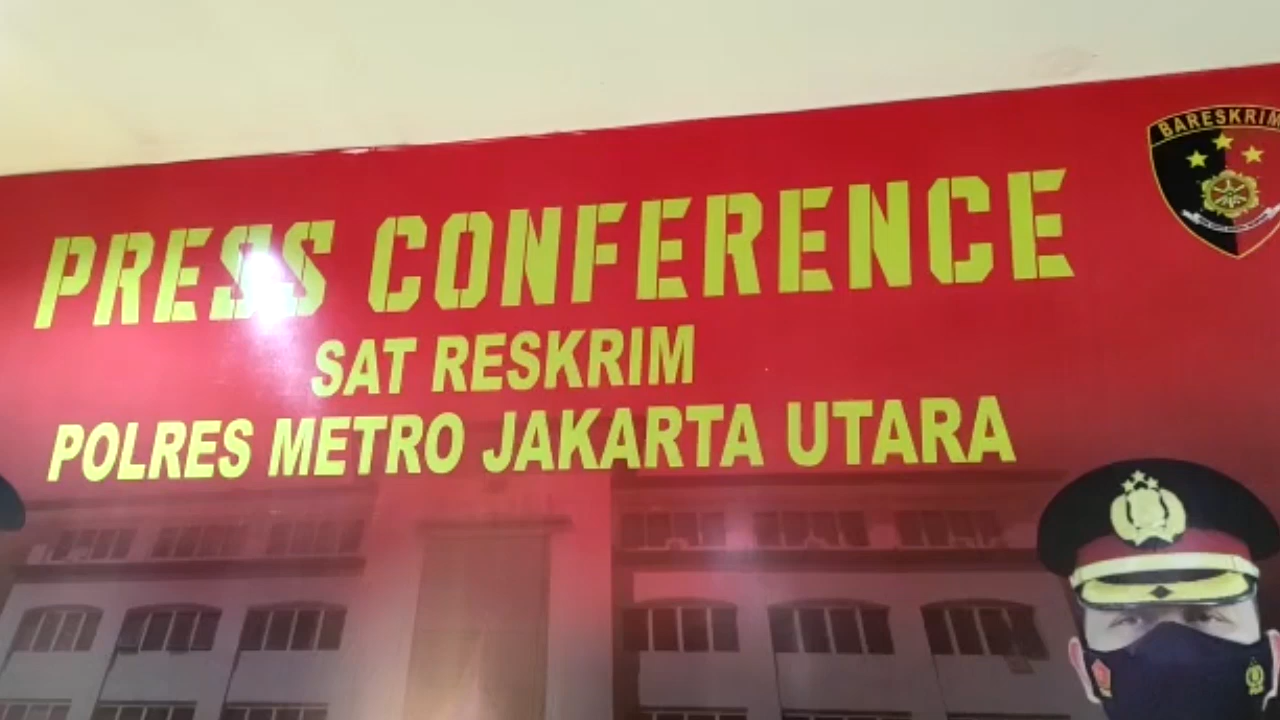 PRESS CONFERENCE
SAT RESKRIM
POLRES METRO JAKARTA UTARA
BARESKRIM